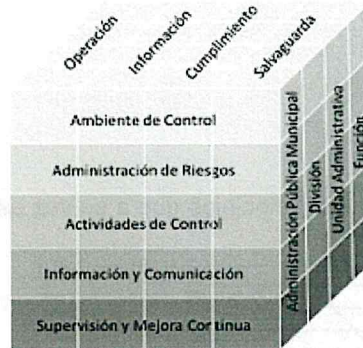 Operación
Información
Cumplimiento
Salvaguarda
Ambiente de Control
Administración de Riesgos
Actividades de Control
Información y Comunicación
Supervisión y Mejora Continua
Administración Pública Municipal
División
Unidad Administrativa
Función